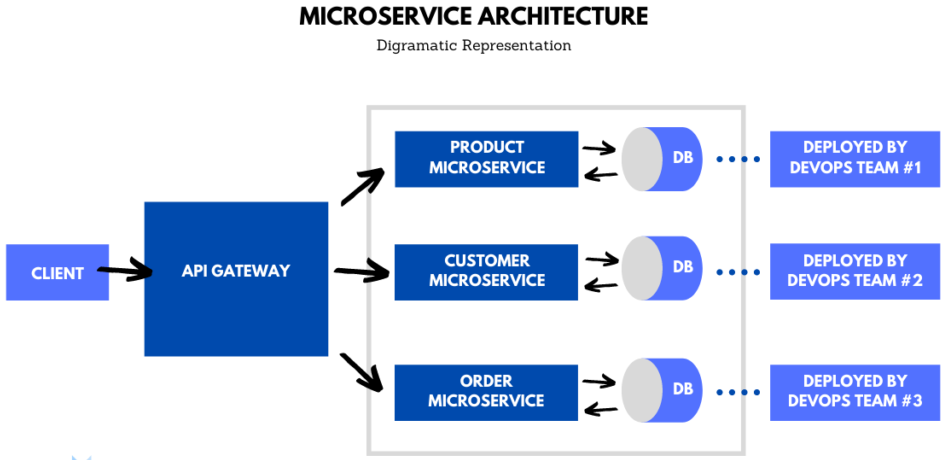 MICROSERVICE ARCHITECTURE
Digramatic Representation
CLIENT
API GATEWAY
PRODUCT
MICROSERVICE
DB
DEPLOYED BY
DEVOPS TEAM #1
CUSTOMER
MICROSERVICE
DB
DEPLOYED BY
DEVOPS TEAM #2
ORDER
MICROSERVICE
DB
DEPLOYED BY
DEVOPS TEAM #3